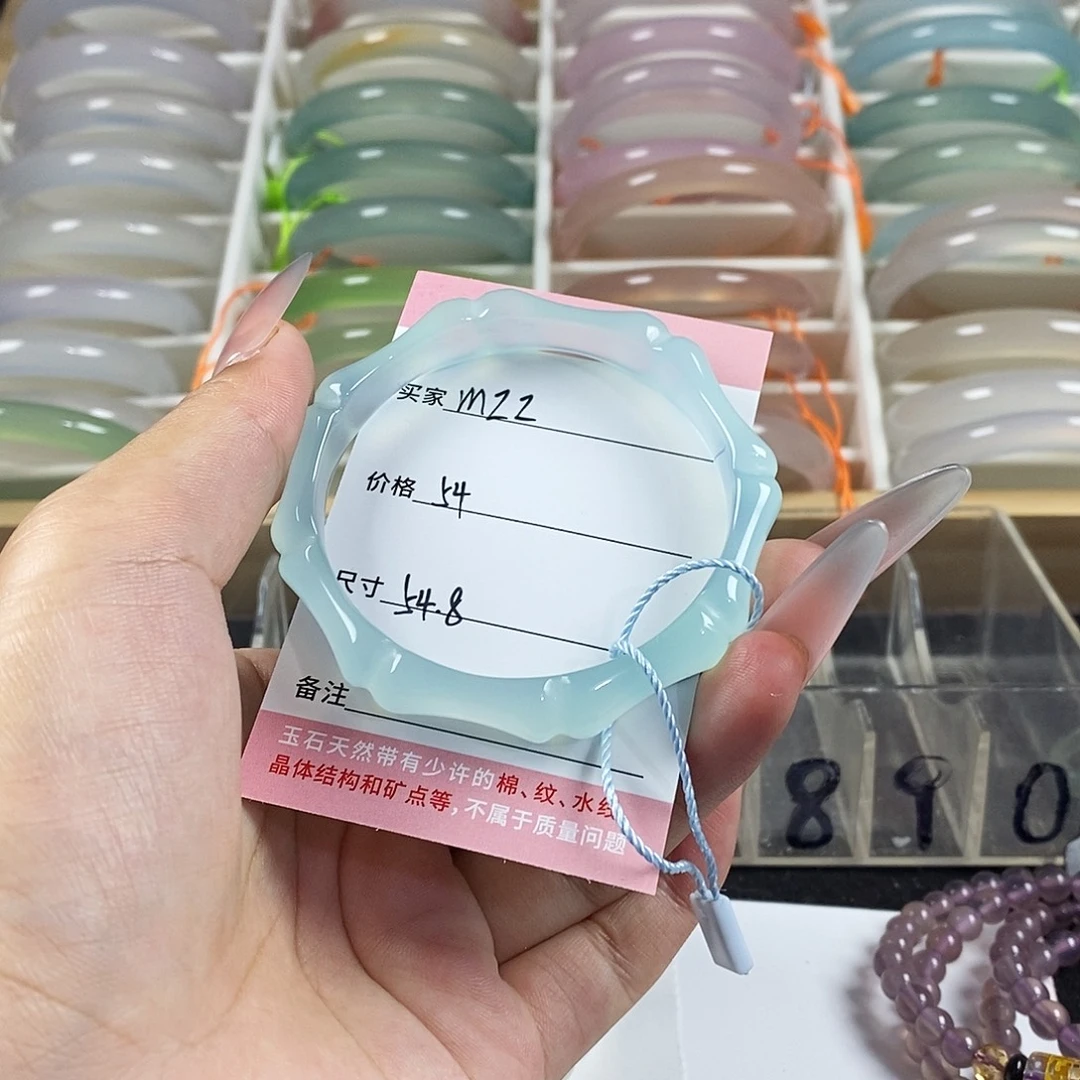 买家 M22
价格 54
尺寸 54.8
备注
玉石天然带有少许的棉、纹、水线
晶体结构和矿点等,不属于质量问题
8 9 0